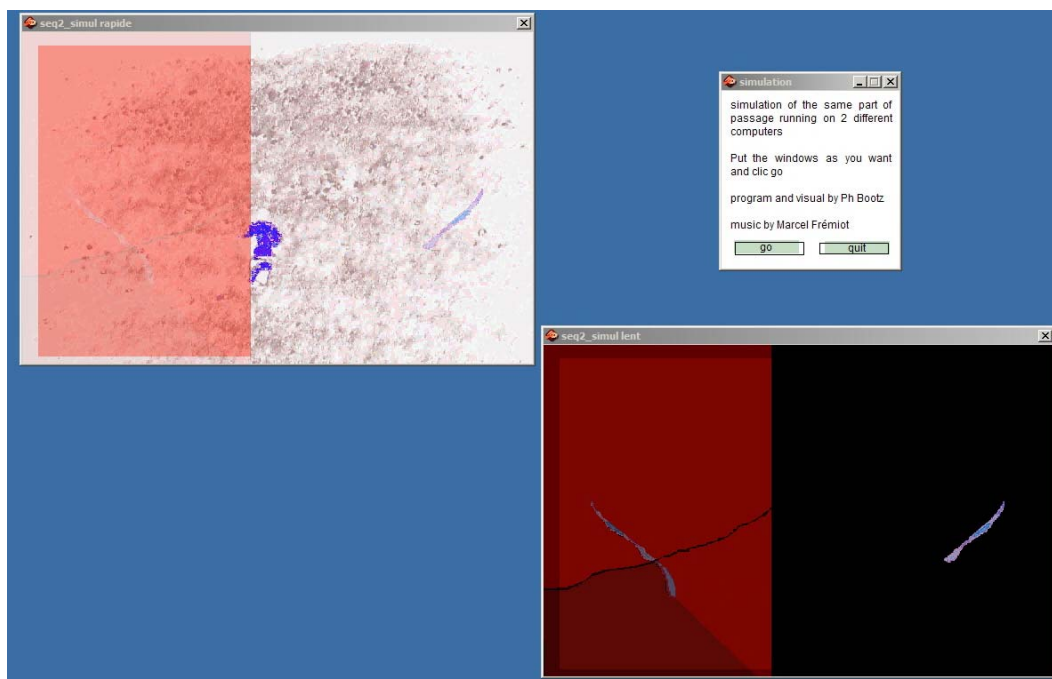 seq2_simul rapide
simulation
simulation of the same part of
passage running on 2 different
computers
Put the windows as you want
and clic go
program and visual by Ph Bootz
music by Marcel Frémiot
go quit
seq2_simul lent